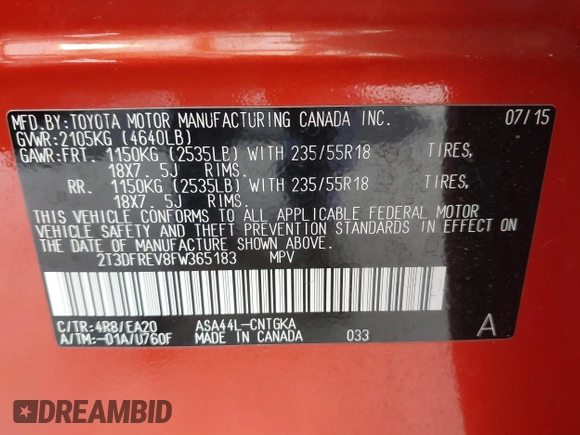 MFD.BY:TOYOTA MOTOR MANUFACTURING CANADA INC. 07/15
GVWR:2105KG (4640LB)
GAWR:FRT. 1150KG (2535LB) WITH 235/55R18 TIRES,
18X7. 5J RIMS.
RR. 1150KG (2535LB) WITH 235/55R18 TIRES,
18X7. 5J RIMS.
THIS VEHICLE CONFORMS TO ALL APPLICABLE FEDERAL MOTOR
VEHICLE SAFETY AND THEFT PREVENTION STANDARDS IN EFFECT ON
THE DATE OF MANUFACTURE SHOWN ABOVE.
2T3DFREV8FW365183 MPV
C/TR:4R8/EA20 ASA44L-CNTGKA A
A/TM:-01A/U760F MADE IN CANADA 033
DREAMBID